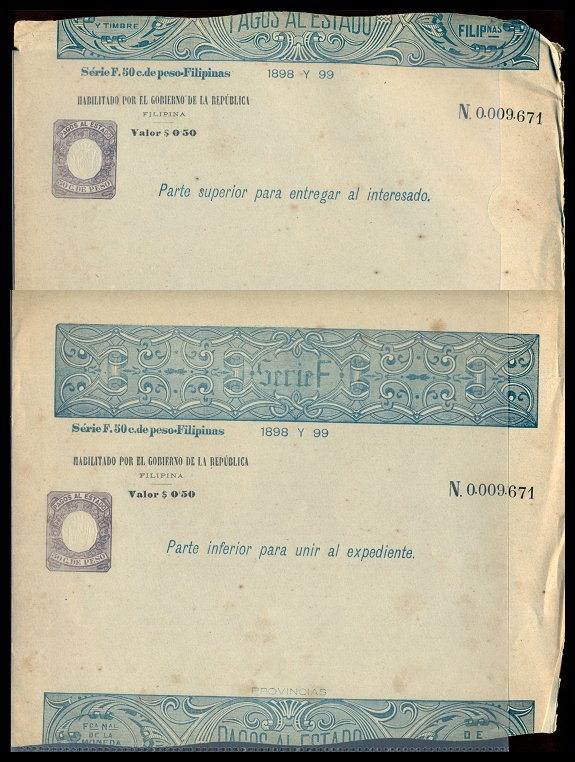 Y TIMBRE PAGOS AL ESTADO FILIPINAS
Série F. 50 c. de peso-Filipinas 1898 Y 99
HABILITADO POR EL GOBIERNO DE LA REPÚBLICA
FILIPINA
Valor $ 0'50
N. 0.009.671
PAGOS AL ESTADO
50 C. DE PESO
Parte superior para entregar al interesado.
Serie F
Série F. 50 c. de peso-Filipinas 1898 Y 99
HABILITADO POR EL GOBIERNO DE LA REPÚBLICA
FILIPINA
Valor $ 0'50
N. 0.009.671
PAGOS AL ESTADO
50 C. DE PESO
Parte inferior para unir al expediente.
PROVINCIAS
FCA NAL
DE LA
MONEDA
PAGOS AL ESTADO
DE